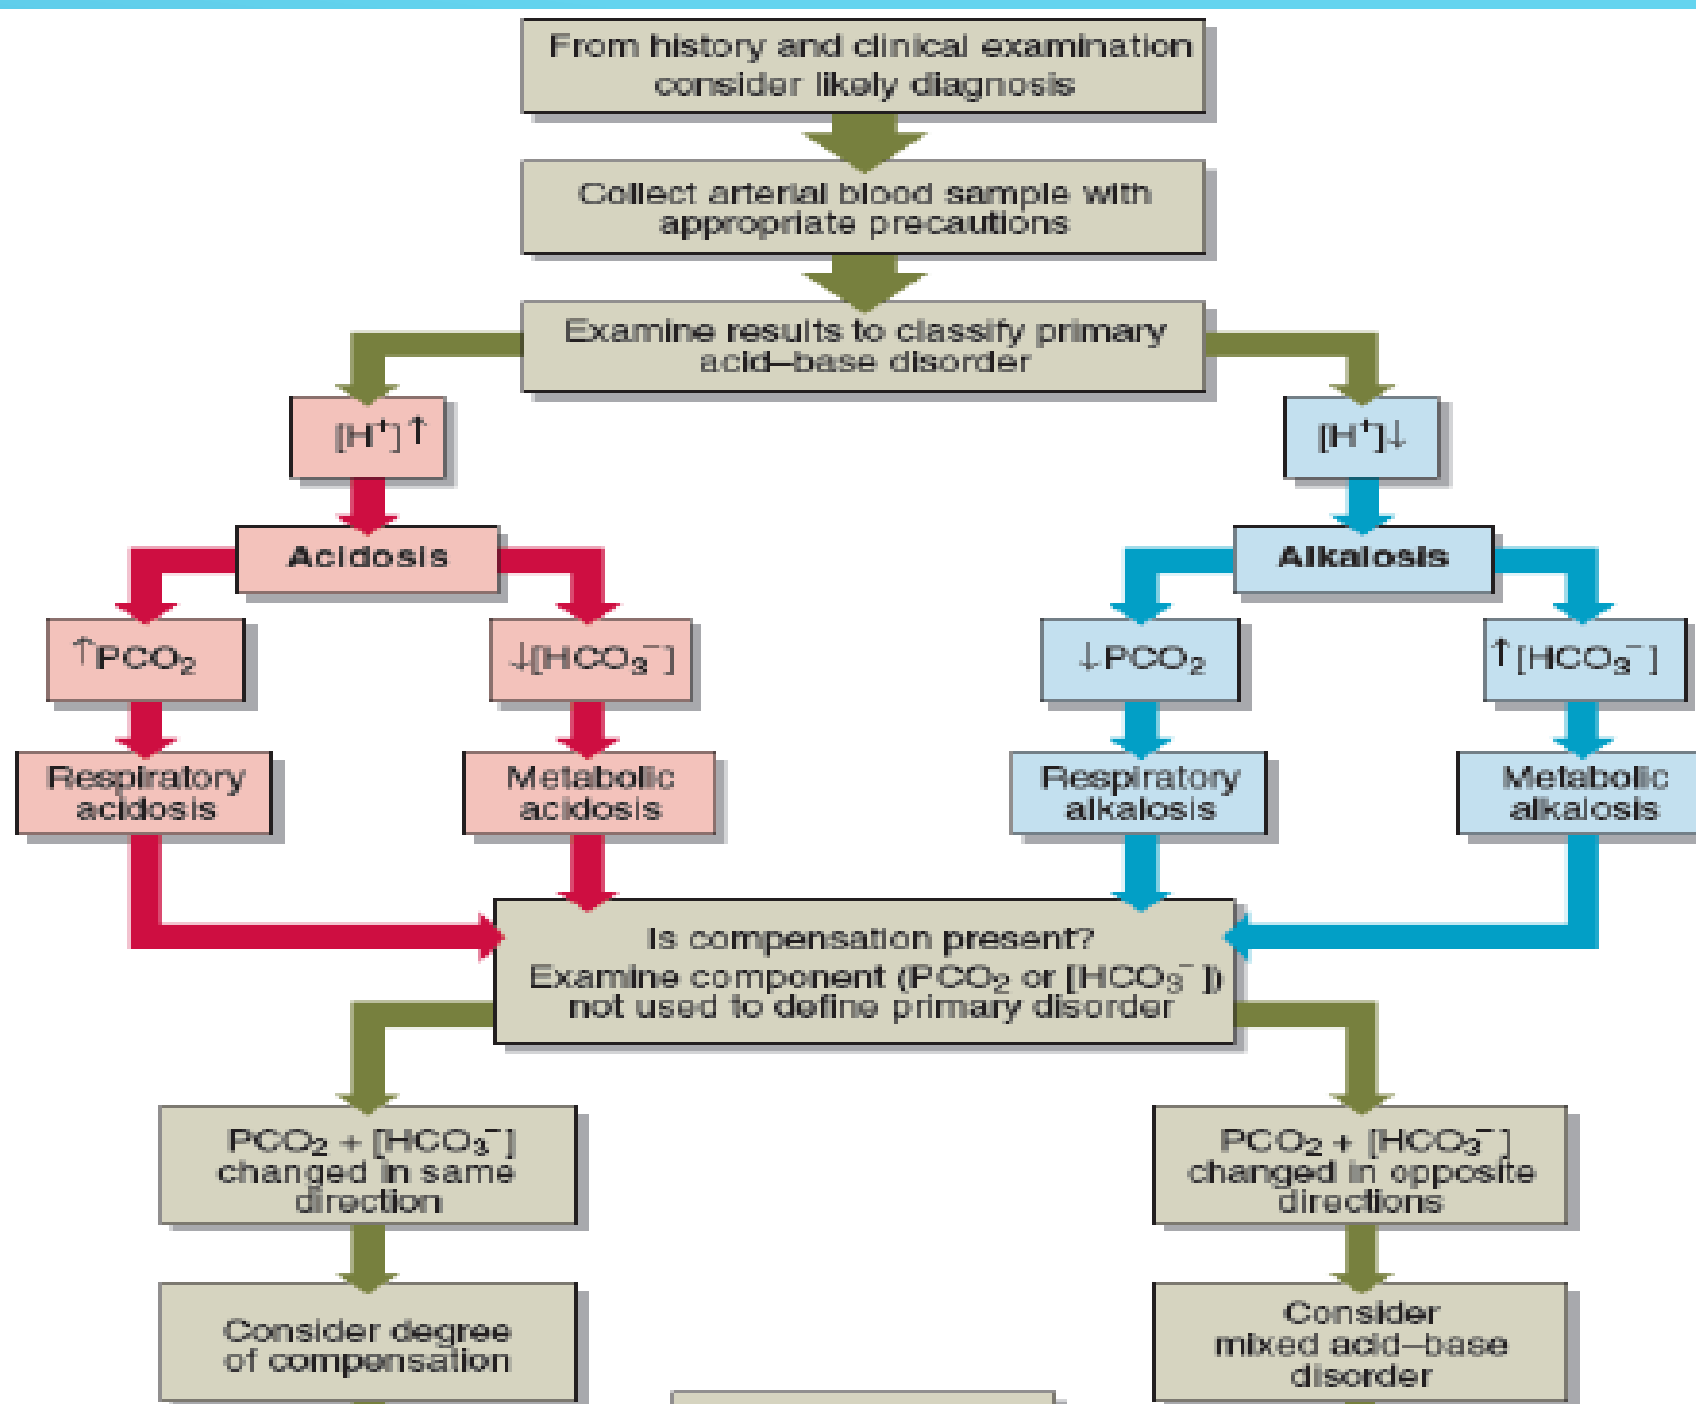 From history and clinical examination
consider likely diagnosis
Collect arterial blood sample with
appropriate precautions
Examine results to classify primary
acid–base disorder
[H⁺]↑
[H⁺]↓
Acidosis
Alkalosis
↑PCO₂
↓[HCO₃⁻]
↓PCO₂
↑[HCO₃⁻]
Respiratory
acidosis
Metabolic
acidosis
Respiratory
alkalosis
Metabolic
alkalosis
Is compensation present?
Examine component (PCO₂ or [HCO₃⁻])
not used to define primary disorder
PCO₂ + [HCO₃⁻]
changed in same
direction
PCO₂ + [HCO₃⁻]
changed in opposite
directions
Consider degree
of compensation
Consider
mixed acid–base
disorder